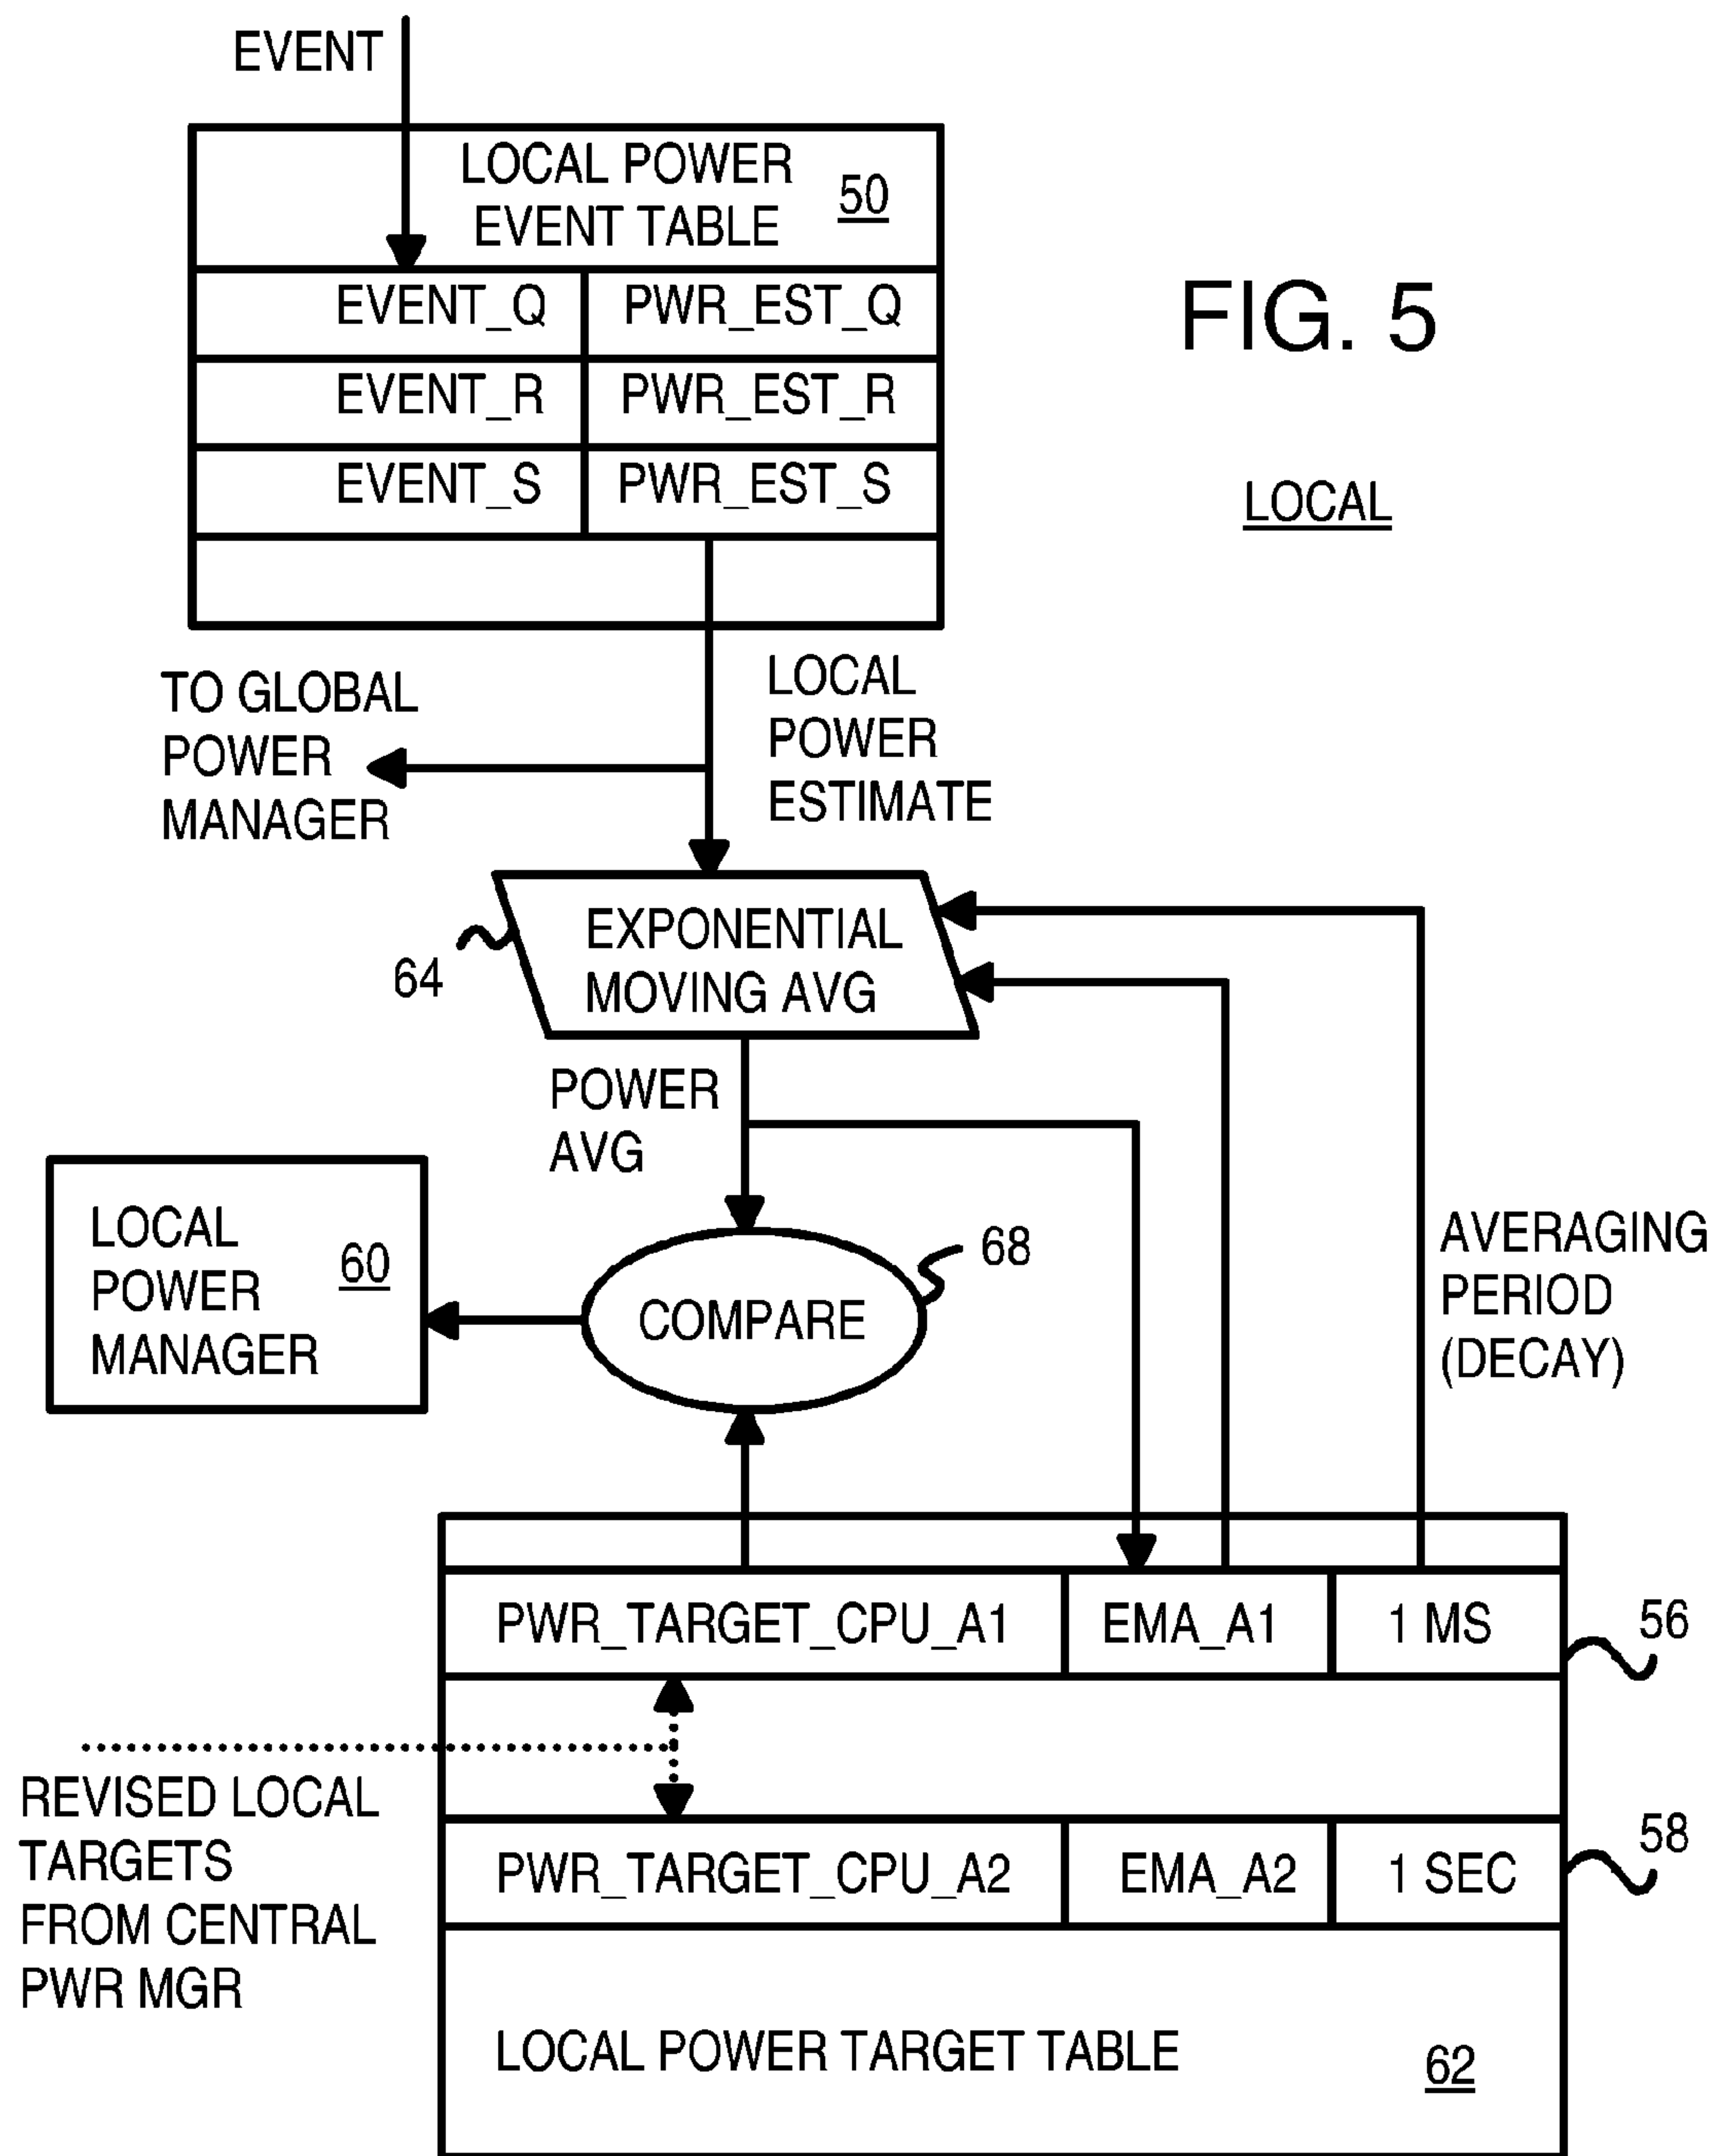 EVENT
LOCAL POWER
EVENT TABLE
50
EVENT_Q PWR_EST_Q
EVENT_R PWR_EST_R
EVENT_S PWR_EST_S
FIG. 5
LOCAL
TO GLOBAL
POWER
MANAGER
LOCAL
POWER
ESTIMATE
EXPONENTIAL
MOVING AVG
64
POWER
AVG
LOCAL
POWER
MANAGER
60
COMPARE
68
AVERAGING
PERIOD
(DECAY)
PWR_TARGET_CPU_A1 EMA_A1 1 MS
56
REVISED LOCAL
TARGETS
FROM CENTRAL
PWR MGR
PWR_TARGET_CPU_A2 EMA_A2 1 SEC
58
LOCAL POWER TARGET TABLE
62